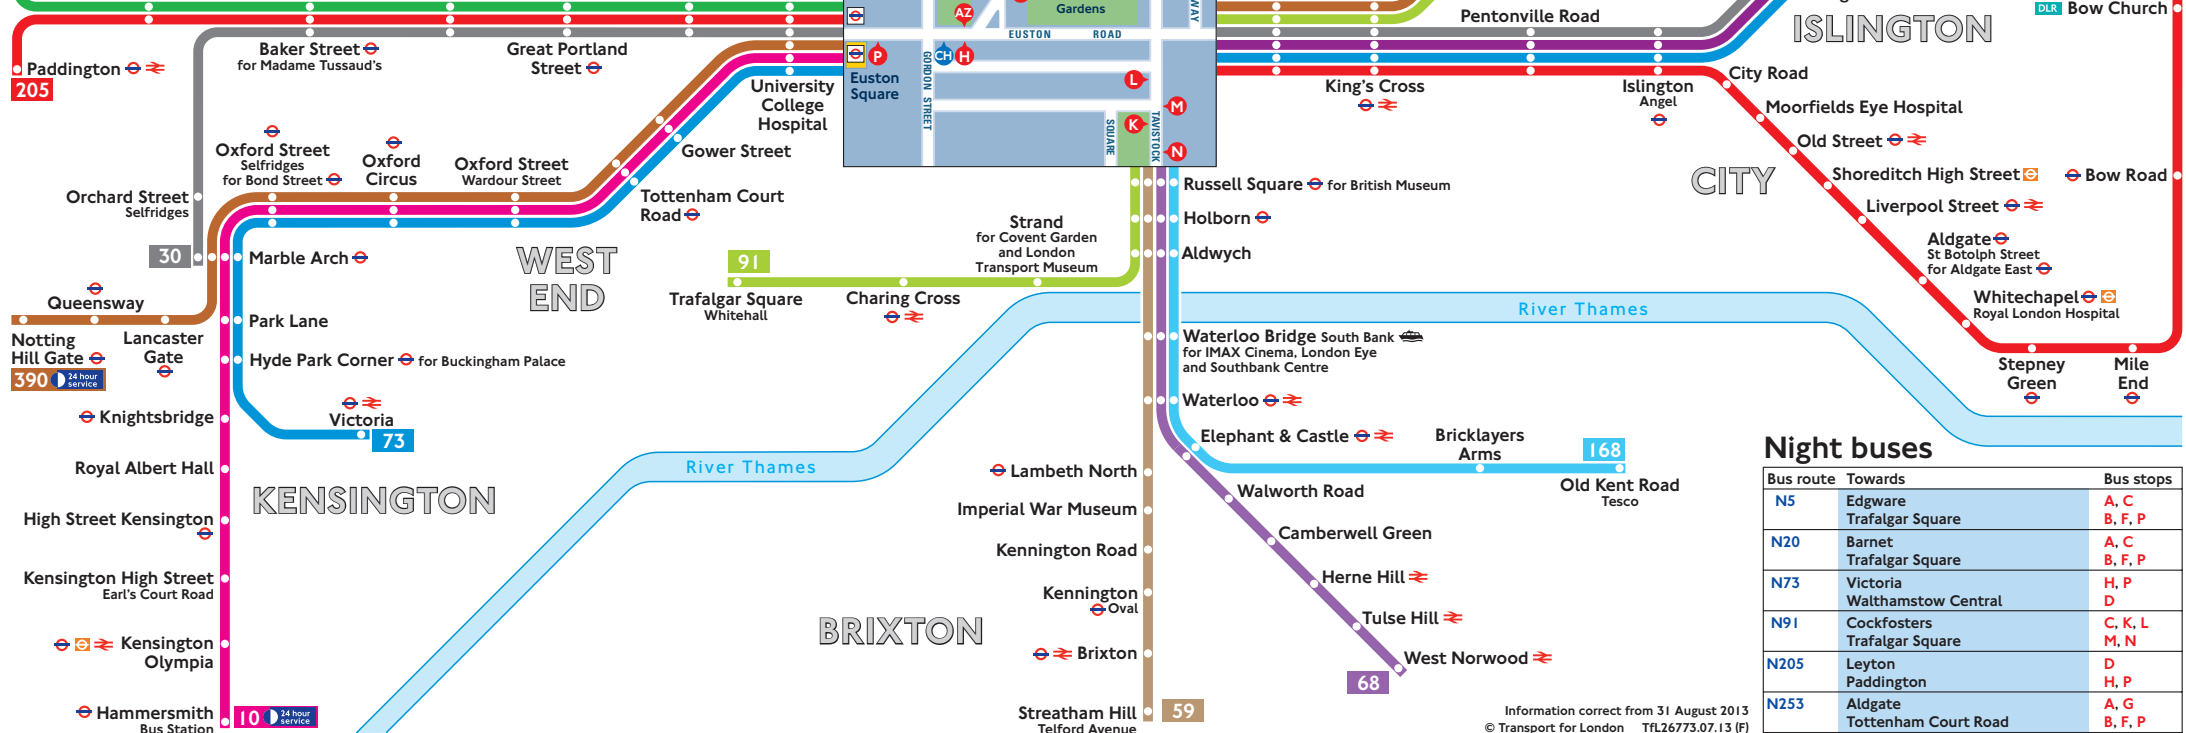 Paddington
205
Baker Street
for Madame Tussaud's
Great Portland
Street
University
College
Hospital
Gower Street
Tottenham Court
Road
Oxford Street
Selfridges
for Bond Street
Oxford
Circus
Oxford Street
Wardour Street
Orchard Street
Selfridges
30
Marble Arch
WEST
END
Queensway
Notting
Hill Gate
390 24 hour
service
Lancaster
Gate
Park Lane
Hyde Park Corner for Buckingham Palace
Knightsbridge
Victoria
73
Royal Albert Hall
KENSINGTON
High Street Kensington
Kensington High Street
Earl's Court Road
Kensington
Olympia
Hammersmith
Bus Station
10 24 hour
service
Gardens
AZ
WAY
EUSTON ROAD
P
CH
H
Euston
Square
GORDON STREET
L
M
K
N
SQUARE
TAVISTOCK
91
Trafalgar Square
Whitehall
Charing Cross
Strand
for Covent Garden
and London
Transport Museum
Russell Square for British Museum
Holborn
Aldwych
River Thames
River Thames
Waterloo Bridge South Bank
for IMAX Cinema, London Eye
and Southbank Centre
Waterloo
Elephant & Castle
Bricklayers
Arms
168
Old Kent Road
Tesco
Lambeth North
Imperial War Museum
Kennington Road
Kennington
Oval
BRIXTON
Brixton
Streatham Hill
Telford Avenue
59
Walworth Road
Camberwell Green
Herne Hill
Tulse Hill
West Norwood
68
Pentonville Road
ISLINGTON
DLR Bow Church
King's Cross
Islington
Angel
City Road
Moorfields Eye Hospital
Old Street
CITY
Shoreditch High Street
Bow Road
Liverpool Street
Aldgate
St Botolph Street
for Aldgate East
Whitechapel
Royal London Hospital
Stepney
Green
Mile
End
Night buses
Bus route Towards Bus stops
N5 Edgware A, C
Trafalgar Square B, F, P
N20 Barnet A, C
Trafalgar Square B, F, P
N73 Victoria H, P
Walthamstow Central D
N91 Cockfosters C, K, L
Trafalgar Square M, N
N205 Leyton D
Paddington H, P
N253 Aldgate A, G
Tottenham Court Road B, F, P
Information correct from 31 August 2013
© Transport for London TfL26773.07.13 (F)